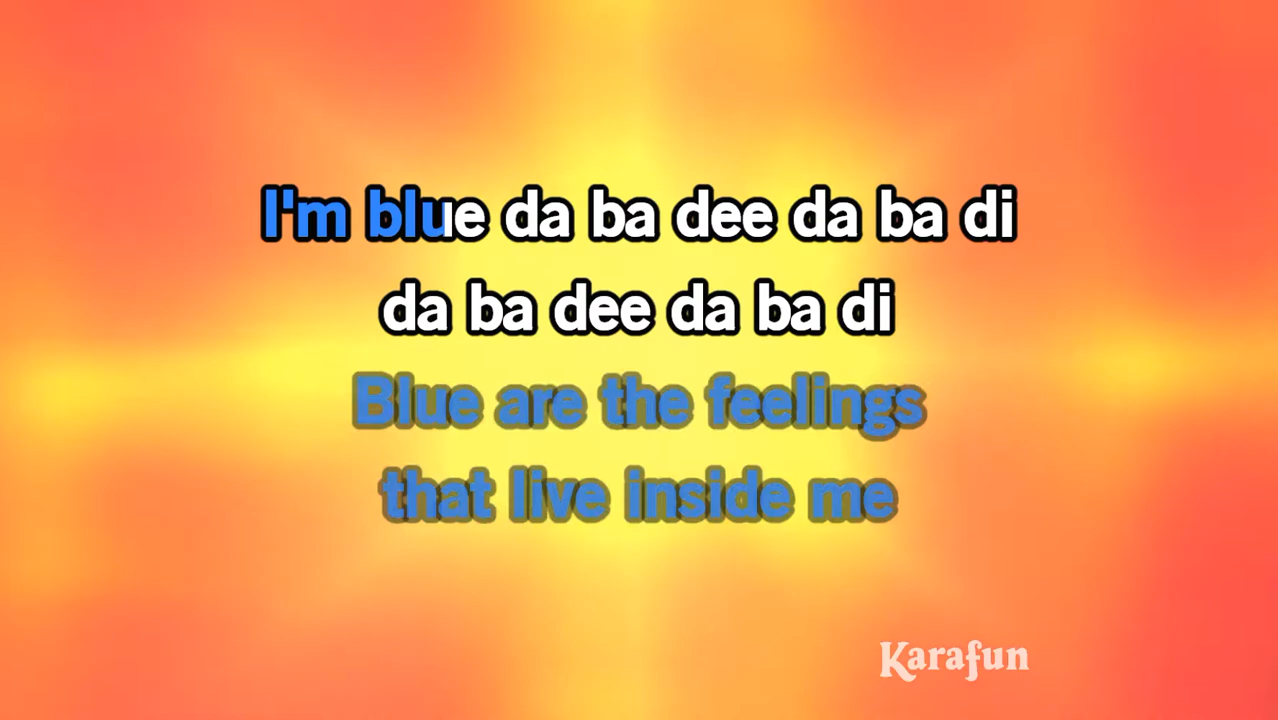 I'm blue da ba dee da ba di
da ba dee da ba di
Blue are the feelings
that live inside me
Karafun